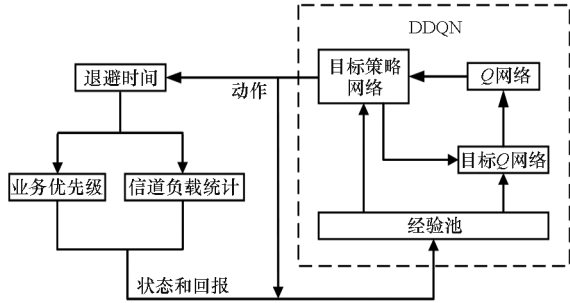 DDQN
目标策略
网络
Q网络
退避时间
动作
目标Q网络
业务优先级
信道负载统计
经验池
状态和回报